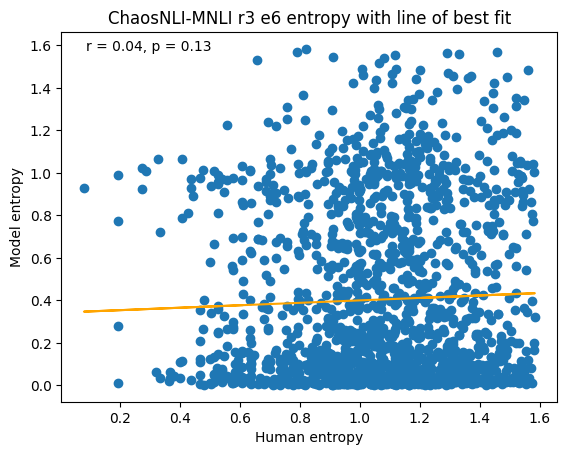 ChaosNLI-MNLI r3 e6 entropy with line of best fit
r = 0.04, p = 0.13
Model entropy
1.6
1.4
1.2
1.0
0.8
0.6
0.4
0.2
0.0
0.2 0.4 0.6 0.8 1.0 1.2 1.4 1.6
Human entropy